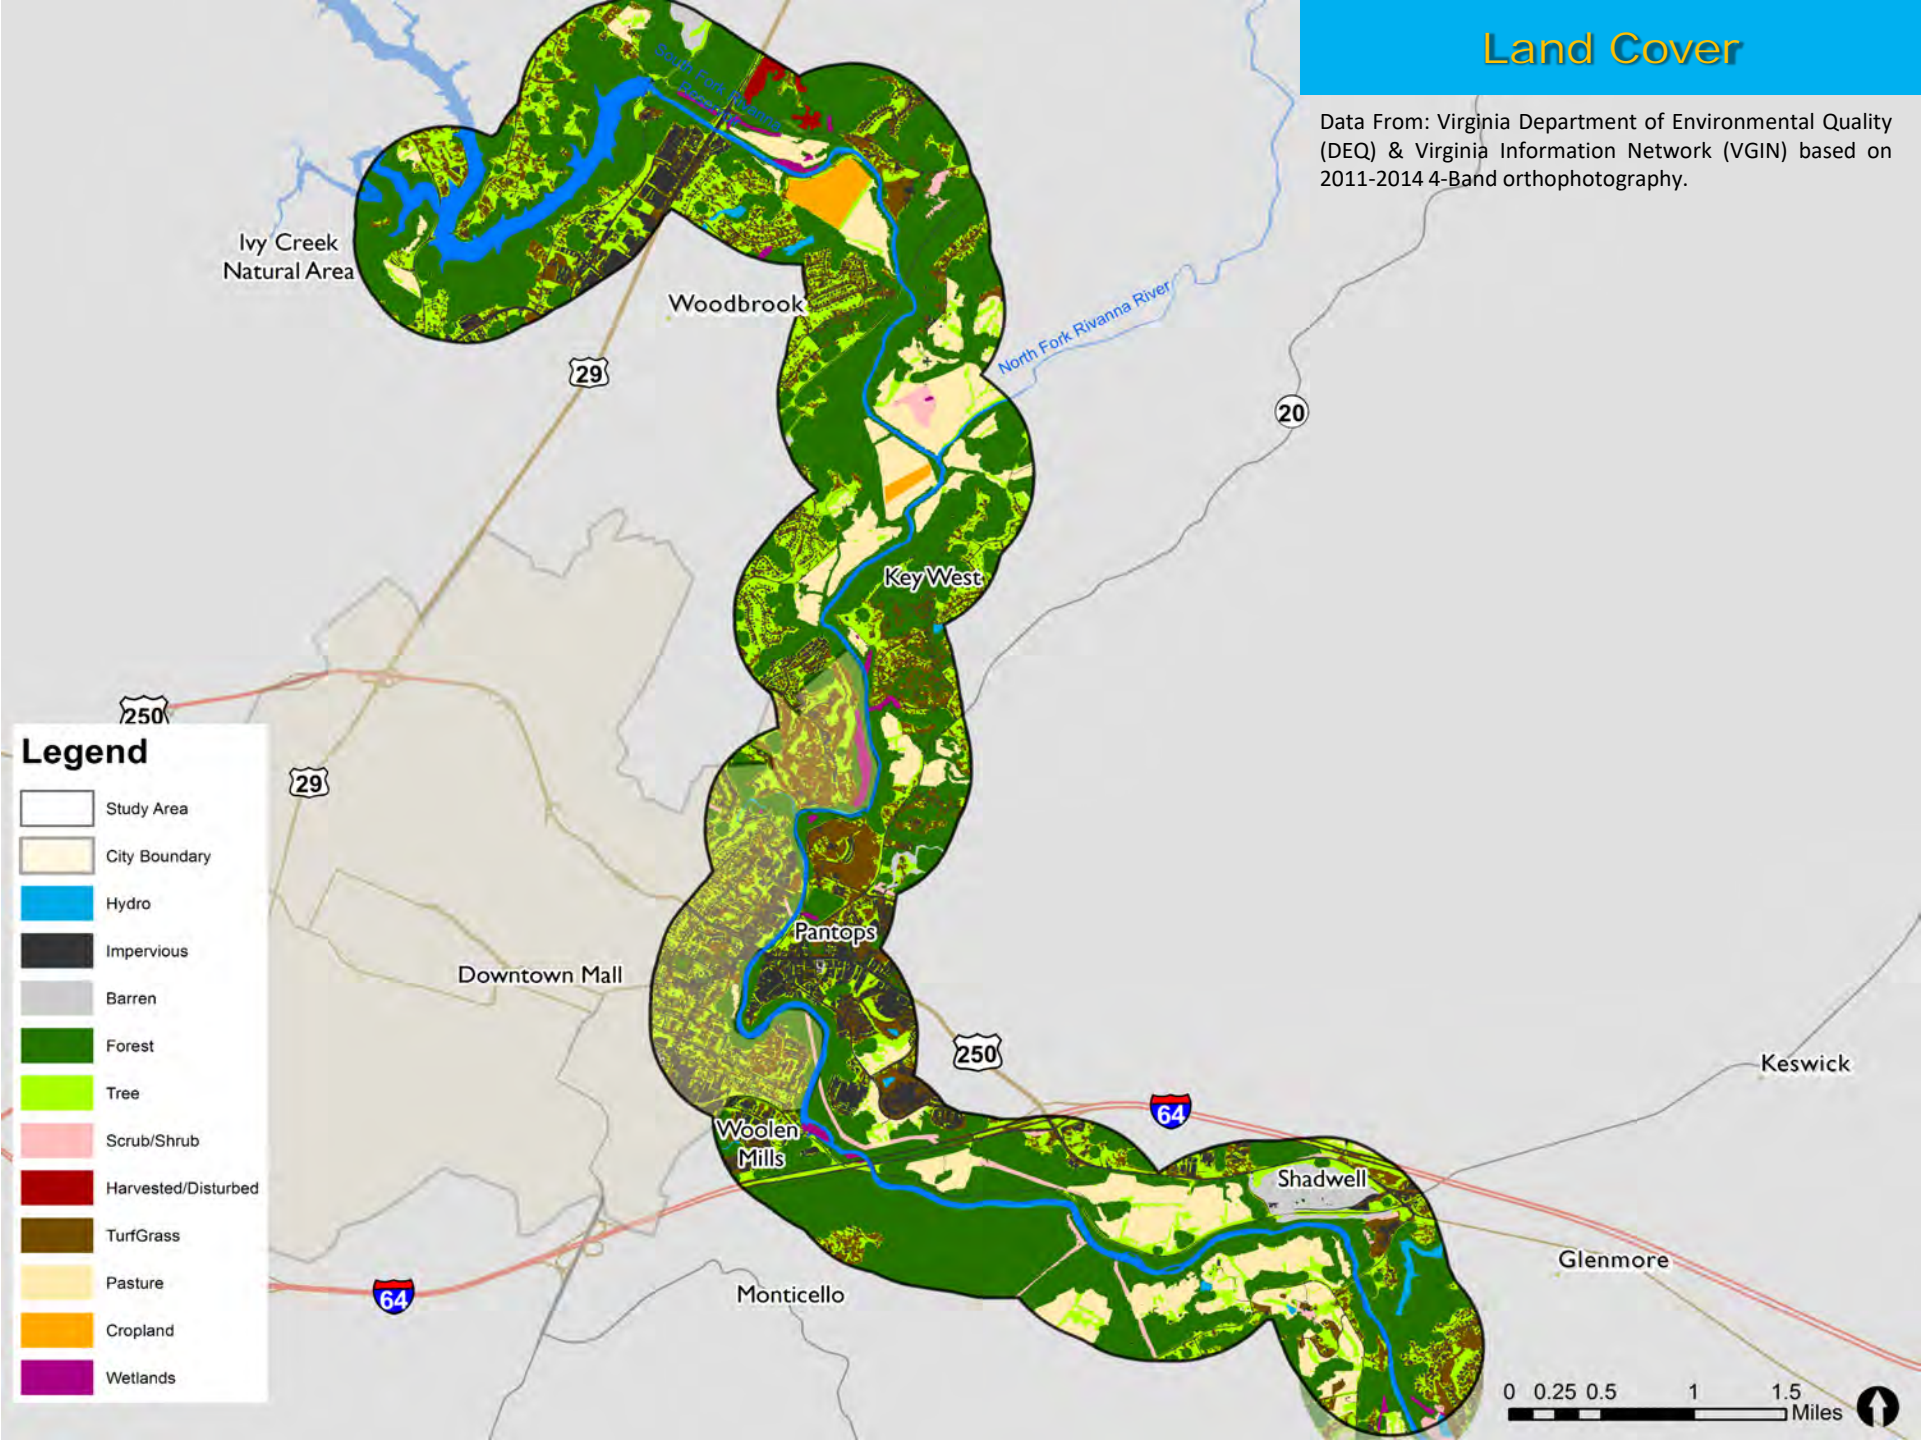 Land Cover
Data From: Virginia Department of Environmental Quality
(DEQ) & Virginia Information Network (VGIN) based on
2011-2014 4-Band orthophotography.
South Fork Rivanna
Ivy Creek
Natural Area
Woodbrook
North Fork Rivanna River
29
20
Key West
250
29
Pantops
Downtown Mall
250
Keswick
64
Woolen
Mills
Shadwell
Glenmore
Monticello
64
Legend
Study Area
City Boundary
Hydro
Impervious
Barren
Forest
Tree
Scrub/Shrub
Harvested/Disturbed
TurfGrass
Pasture
Cropland
Wetlands
0 0.25 0.5 1 1.5
Miles